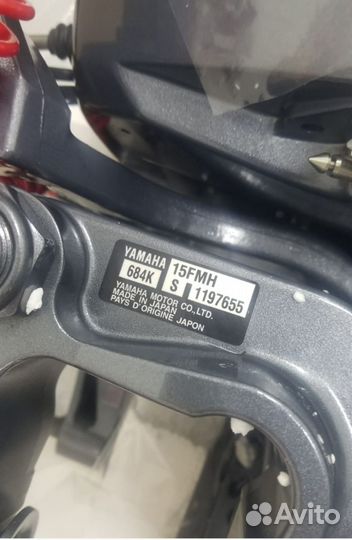 YAMAHA 15FMH
684K S 1197655
YAMAHA MOTOR CO.,LTD.
MADE IN JAPAN
PAYS D'ORIGINE JAPON
Avito